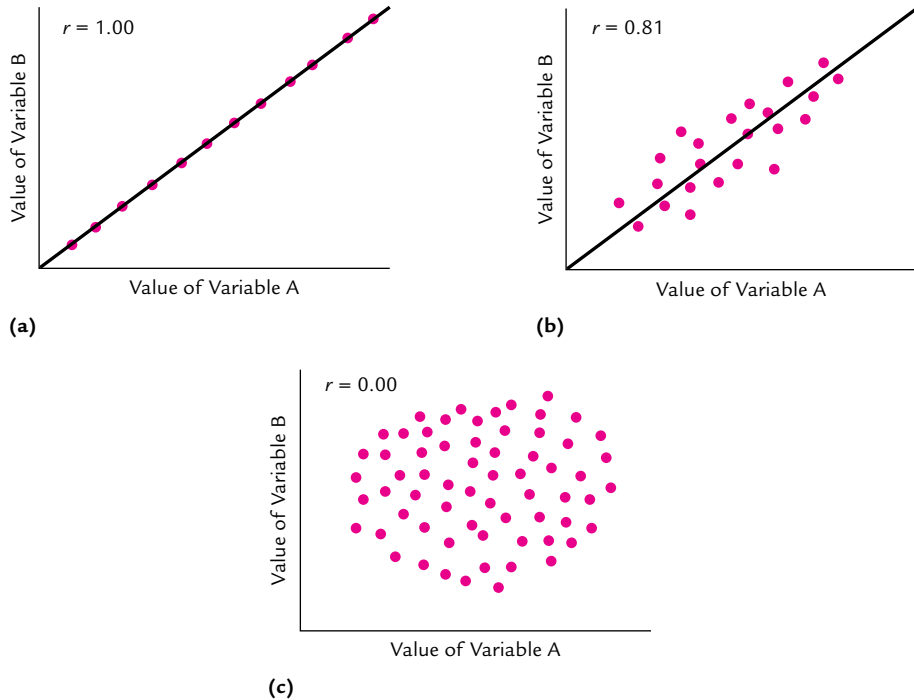 r = 1.00
Value of Variable B
Value of Variable A
(a)
r = 0.81
Value of Variable B
Value of Variable A
(b)
r = 0.00
Value of Variable B
Value of Variable A
(c)